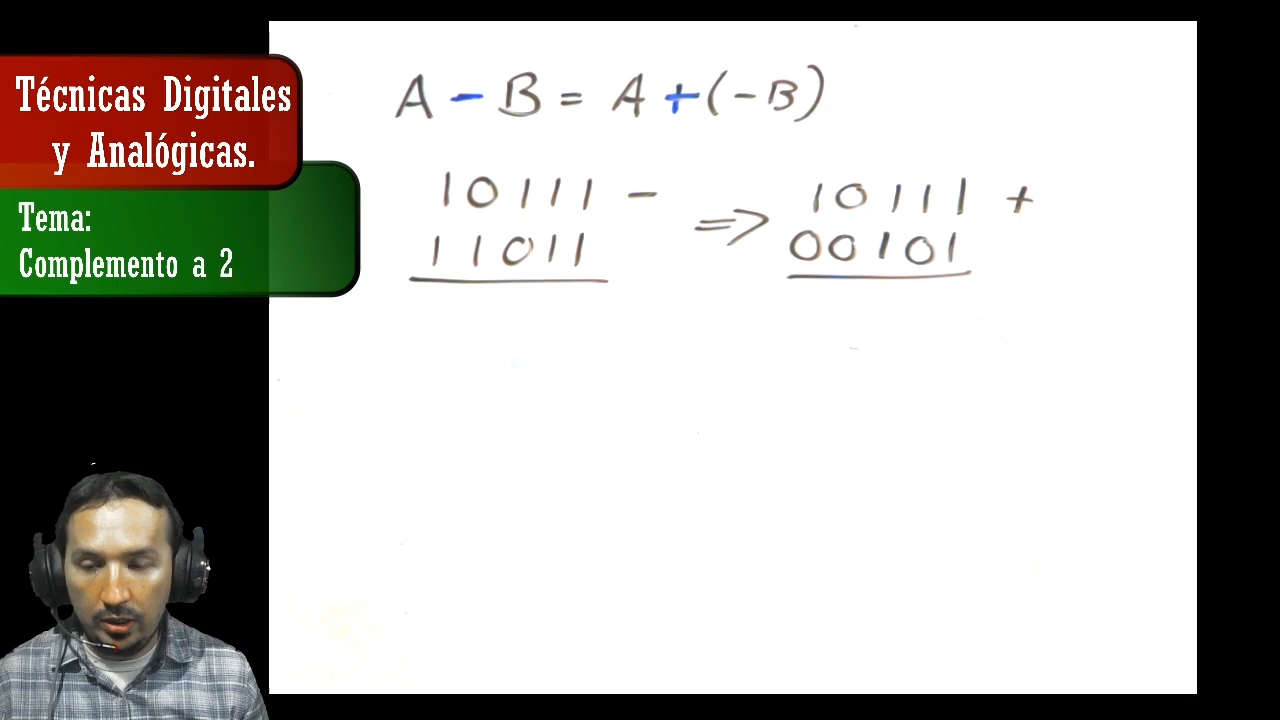 Técnicas Digitales
y Analógicas.
Tema:
Complemento a 2
A - B = A + (-B)
10111 - ⇒ 10111 +
11011 00101